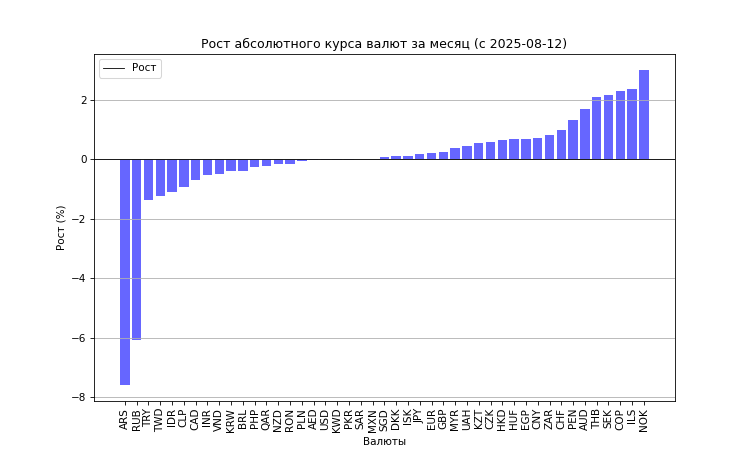 Рост абсолютного курса валют за месяц (с 2025-08-12)
Рост
Рост (%)
2
0
−2
−4
−6
−8
ARS RUB TRY TWD IDR CLP CAD INR VND KRW BRL PHP QAR NZD RON PLN AED USD KWD PKR SAR MXN SGD DKK ISK JPY EUR GBP MYR UAH KZT CZK HKD HUF EGP CNY ZAR CHF PEN AUD THB SEK COP ILS NOK
Валюты